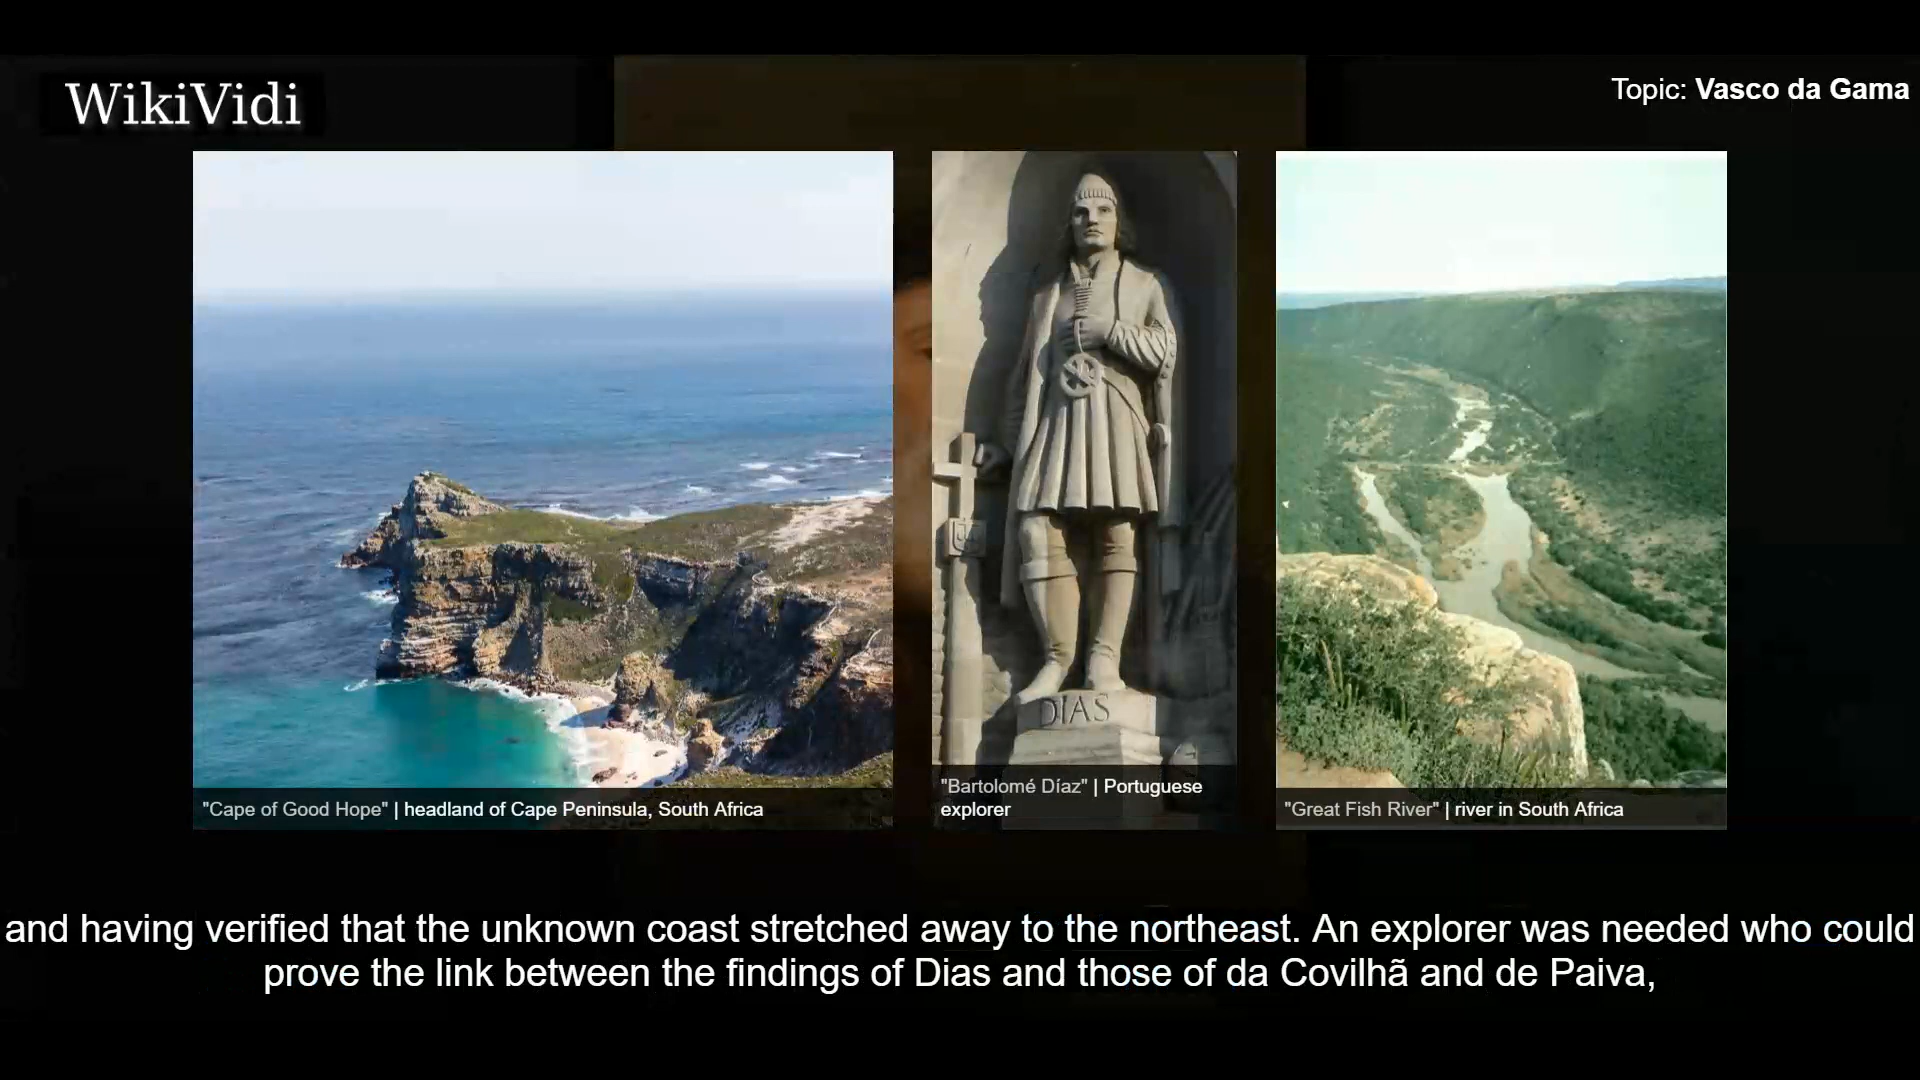 WikiVidi
Topic: Vasco da Gama
DIAS
"Cape of Good Hope" | headland of Cape Peninsula, South Africa
"Bartolomé Díaz" | Portuguese
explorer
"Great Fish River" | river in South Africa
and having verified that the unknown coast stretched away to the northeast. An explorer was needed who could
prove the link between the findings of Dias and those of da Covilhã and de Paiva,